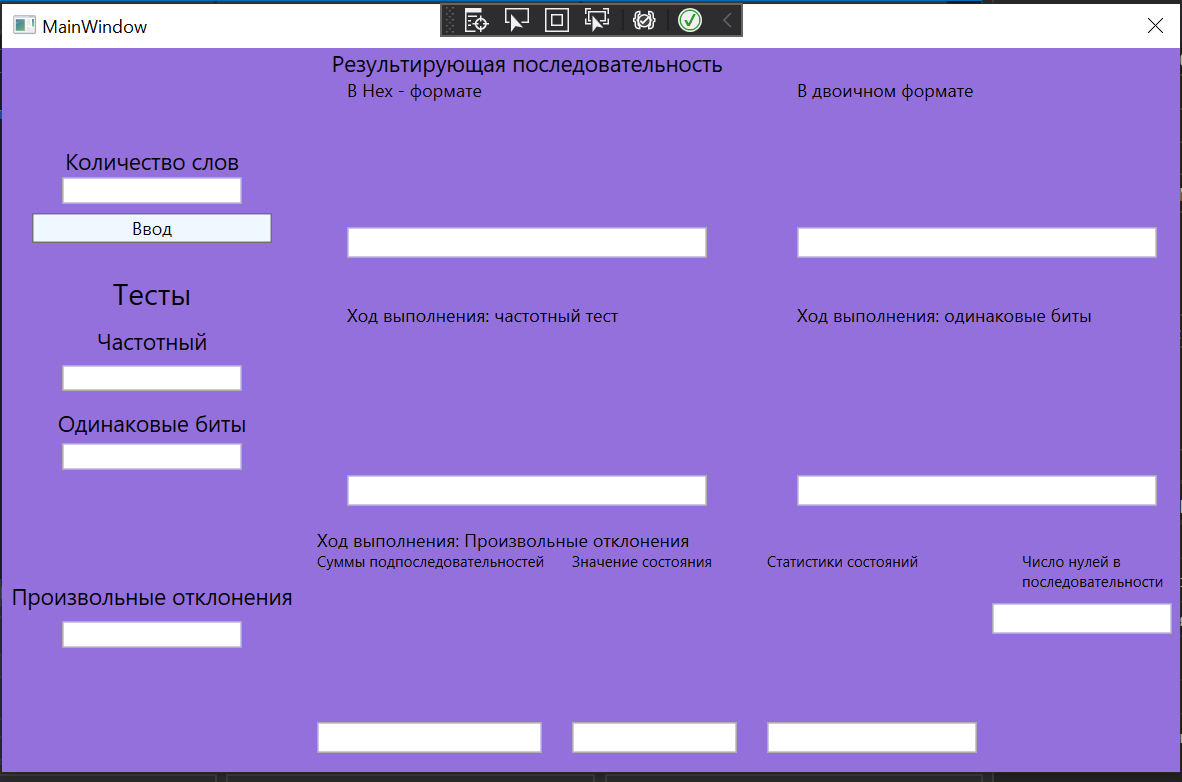 MainWindow
Результирующая последовательность
В Hex - формате
В двоичном формате
Количество слов
Ввод
Тесты
Ход выполнения: частотный тест
Ход выполнения: одинаковые биты
Частотный
Одинаковые биты
Ход выполнения: Произвольные отклонения
Суммы подпоследовательностей
Значение состояния
Статистики состояний
Число нулей в
последовательности
Произвольные отклонения